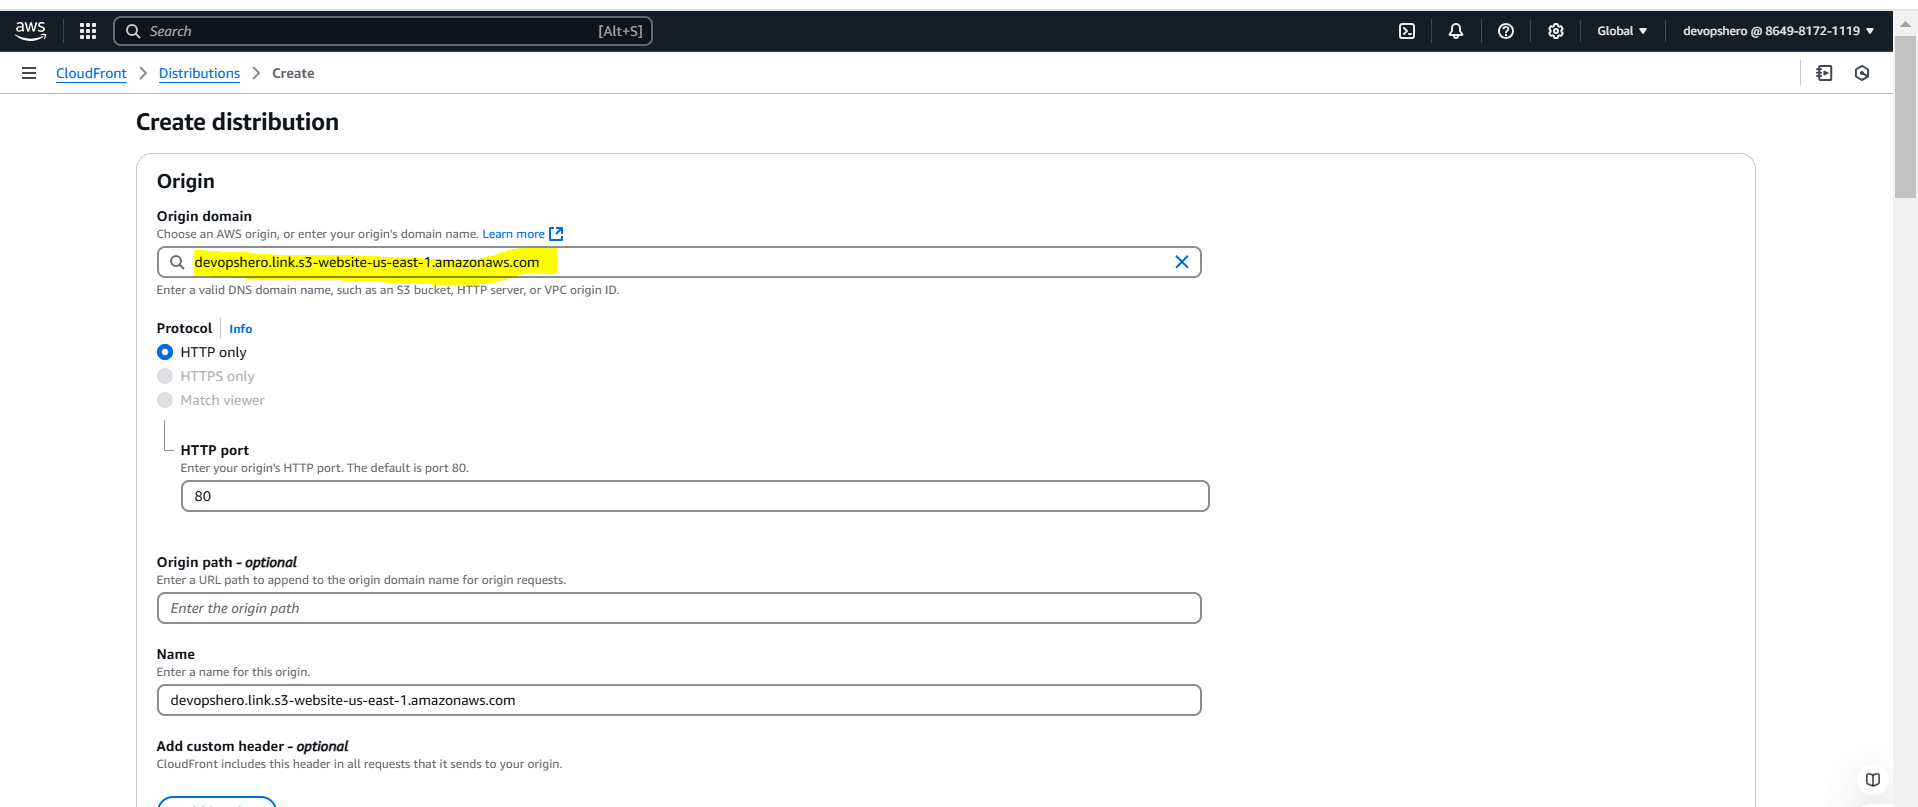 aws
Search
[Alt+S]
Global
devopshero @ 8649-8172-1119
CloudFront
Distributions
Create
Create distribution
Origin
Origin domain
Choose an AWS origin, or enter your origin's domain name. Learn more
devopshero.link.s3-website-us-east-1.amazonaws.com
Enter a valid DNS domain name, such as an S3 bucket, HTTP server, or VPC origin ID.
Protocol Info
HTTP only
HTTPS only
Match viewer
HTTP port
Enter your origin's HTTP port. The default is port 80.
80
Origin path - optional
Enter a URL path to append to the origin domain name for origin requests.
Enter the origin path
Name
Enter a name for this origin.
devopshero.link.s3-website-us-east-1.amazonaws.com
Add custom header - optional
CloudFront includes this header in all requests that it sends to your origin.